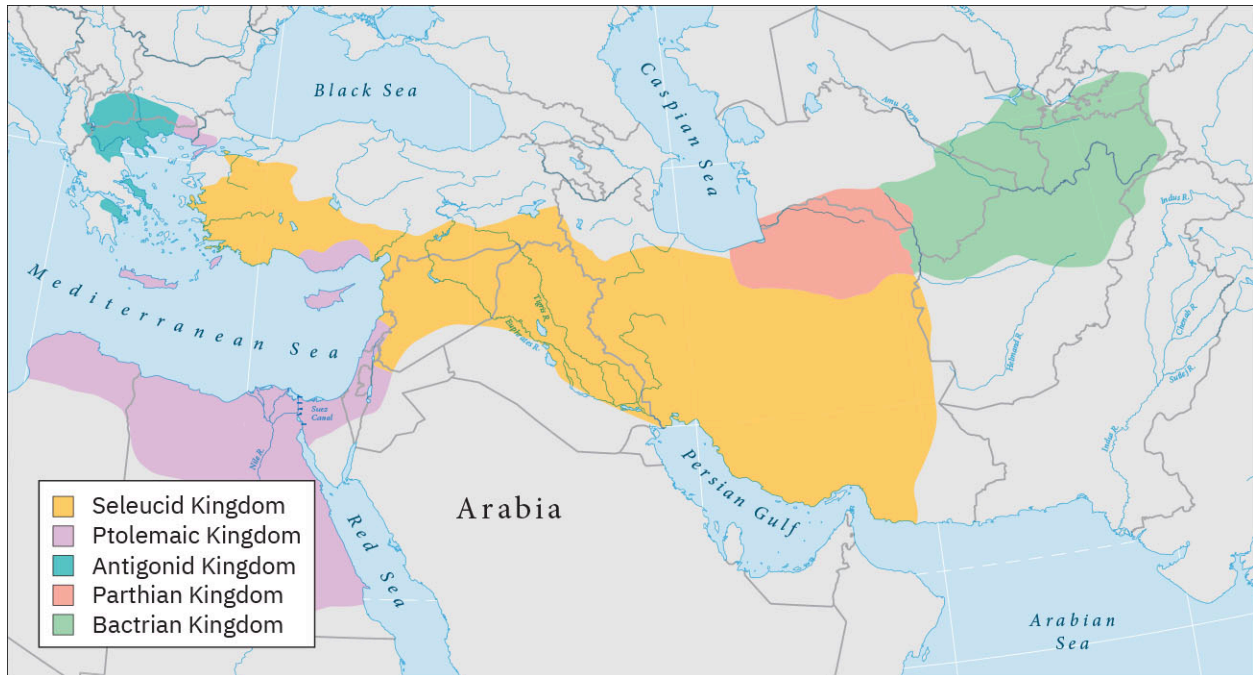 Black Sea
Caspian Sea
Amu Darya
Indus R.
Mediterranean Sea
Tigris R.
Euphrates R.
Chenab R.
Helmand R.
Sutlej R.
Suez
Canal
Nile R.
Indus R.
Persian Gulf
Arabia
Red Sea
Arabian
Sea
Seleucid Kingdom
Ptolemaic Kingdom
Antigonid Kingdom
Parthian Kingdom
Bactrian Kingdom